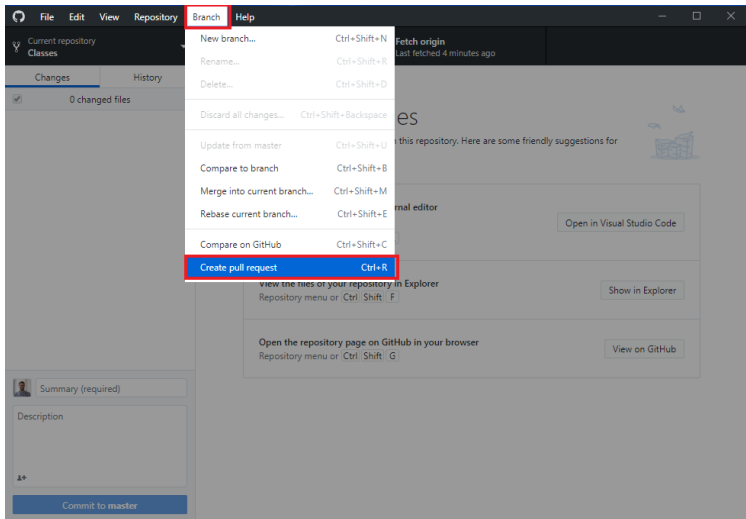 File Edit View Repository Branch Help
Current repository
Classes
Fetch origin
Last fetched 4 minutes ago
Changes History
0 changed files
New branch... Ctrl+Shift+N
Rename... Ctrl+Shift+R
Delete... Ctrl+Shift+D
Discard all changes... Ctrl+Shift+Backspace
Update from master Ctrl+Shift+U
Compare to branch Ctrl+Shift+B
Merge into current branch... Ctrl+Shift+M
Rebase current branch... Ctrl+Shift+E
Compare on GitHub Ctrl+Shift+C
Create pull request Ctrl+R
es
this repository. Here are some friendly suggestions for
rnal editor
Open in Visual Studio Code
View the files of your repository in Explorer
Repository menu or Ctrl Shift F
Show in Explorer
Open the repository page on GitHub in your browser
Repository menu or Ctrl Shift G
View on GitHub
Summary (required)
Description
Commit to master